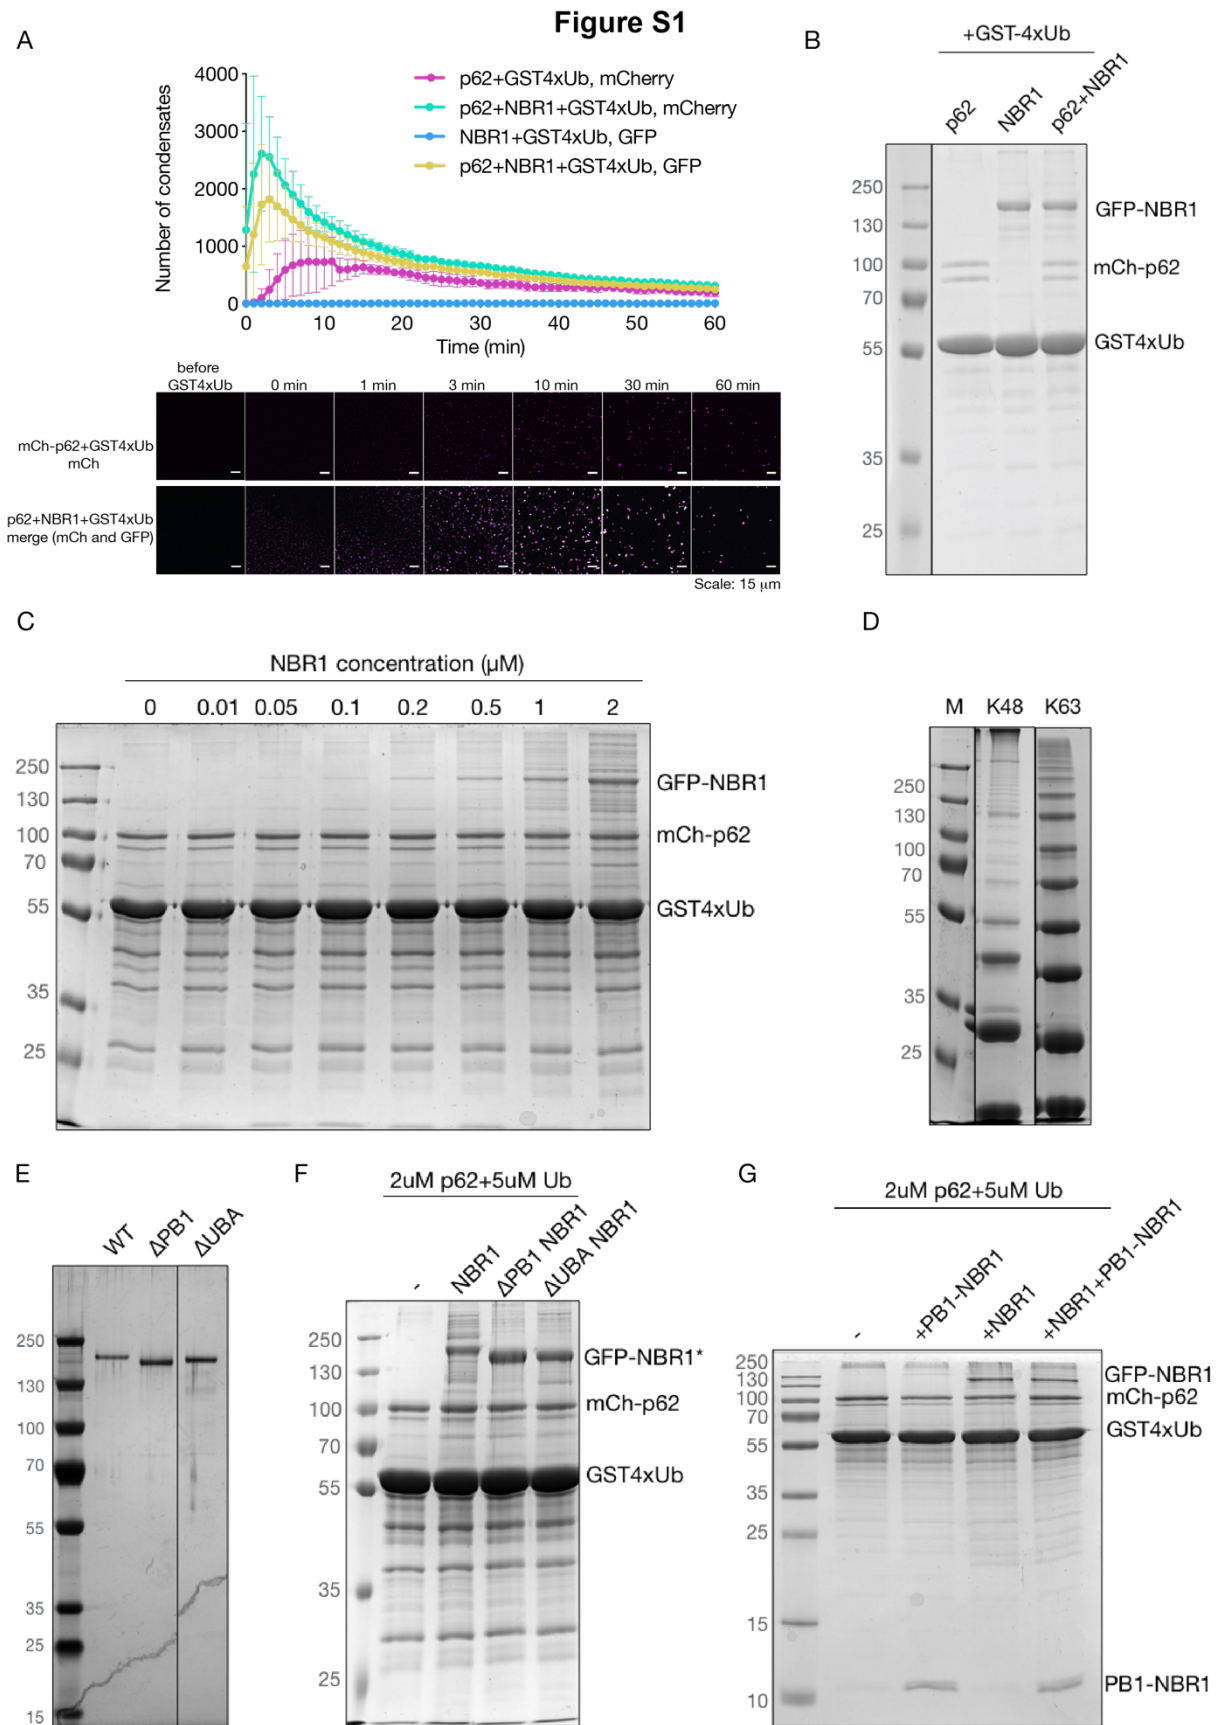 Figure S1
A
4000
3000
2000
1000
0
Number of condensates
p62+GST4xUb, mCherry
p62+NBR1+GST4xUb, mCherry
NBR1+GST4xUb, GFP
p62+NBR1+GST4xUb, GFP
0 10 20 30 40 50 60
Time (min)
before
GST4xUb 0 min 1 min 3 min 10 min 30 min 60 min
mCh-p62+GST4xUb
mCh
p62+NBR1+GST4xUb
merge (mCh and GFP)
Scale: 15 μm
B
+GST-4xUb
p62 NBR1 p62+NBR1
250
130
100
70
55
35
25
GFP-NBR1
mCh-p62
GST4xUb
C
NBR1 concentration (μM)
0 0.01 0.05 0.1 0.2 0.5 1 2
250
130
100
70
55
35
25
GFP-NBR1
mCh-p62
GST4xUb
D
M K48 K63
250
130
100
70
55
35
25
E
WT ΔPB1 ΔUBA
250
130
100
70
55
35
25
15
F
2uM p62+5uM Ub
- NBR1 ΔPB1 NBR1 ΔUBA NBR1
250
130
100
70
55
35
25
GFP-NBR1*
mCh-p62
GST4xUb
G
2uM p62+5uM Ub
- +PB1-NBR1 +NBR1 +NBR1+PB1-NBR1
250
130
100
70
55
35
25
15
10
GFP-NBR1
mCh-p62
GST4xUb
PB1-NBR1